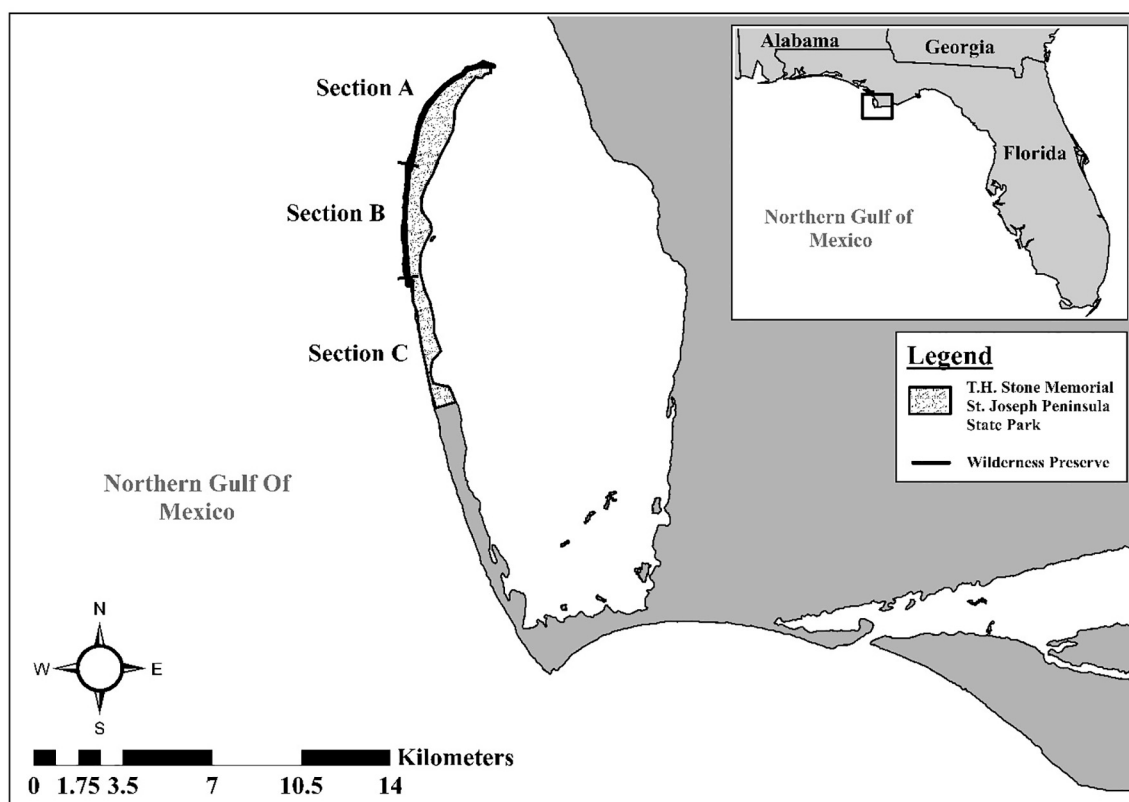 Alabama
Georgia
Florida
Northern Gulf of
Mexico
Section A
Section B
Section C
Legend
T.H. Stone Memorial
St. Joseph Peninsula
State Park
Wilderness Preserve
Northern Gulf Of
Mexico
N
W E
S
Kilometers
0 1.75 3.5 7 10.5 14